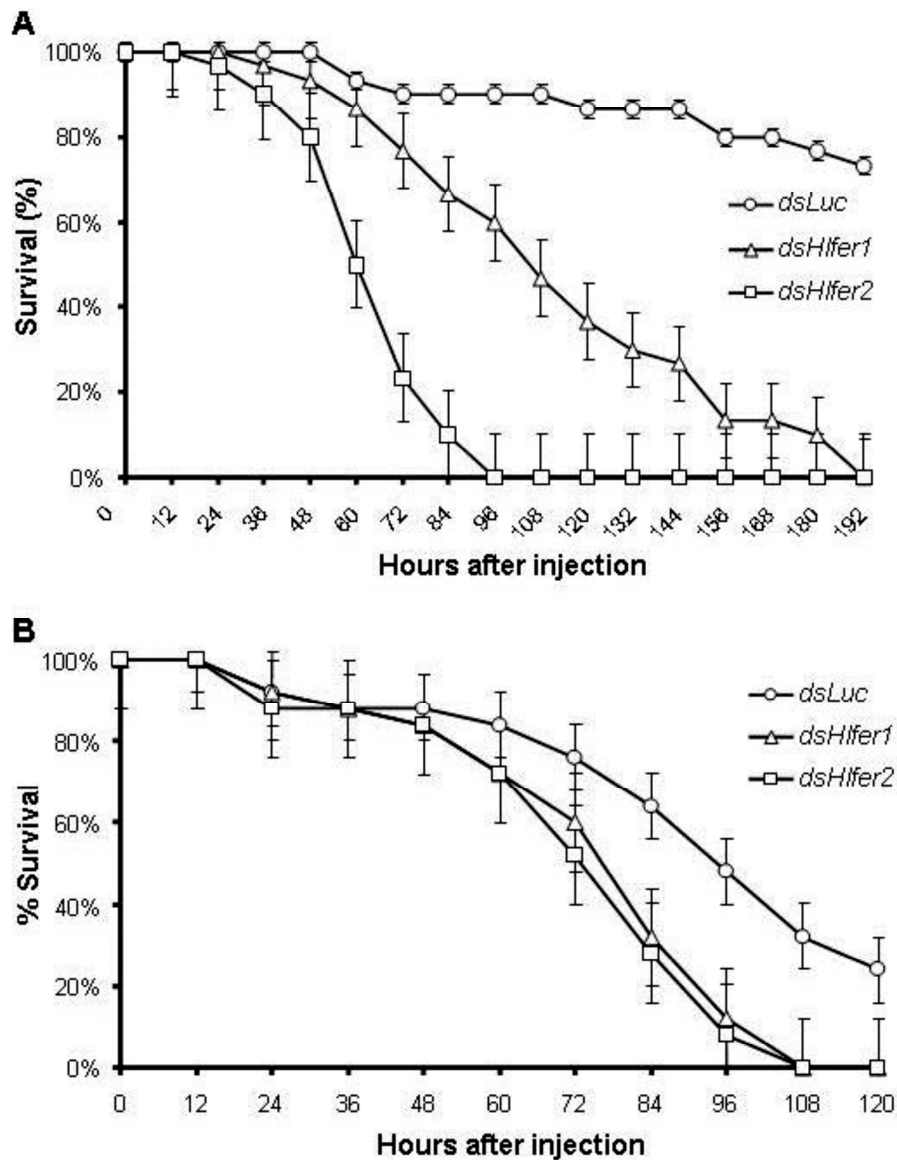 A
100%
80%
60%
40%
20%
0%
Survival (%)
dsLuc
dsHlfer1
dsHlfer2
0 12 24 36 48 60 72 84 96 108 120 132 144 156 168 180 192
Hours after injection
B
100%
80%
60%
40%
20%
0%
% Survival
dsLuc
dsHlfer1
dsHlfer2
0 12 24 36 48 60 72 84 96 108 120
Hours after injection